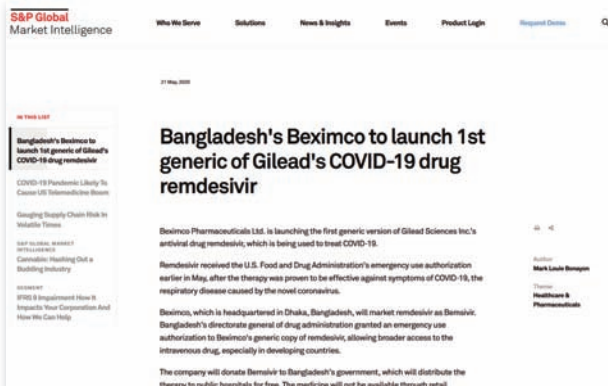 S&P Global
Market Intelligence
Who We Serve
Solutions
News & Insights
Events
Product Login
Request Demo
21 May, 2020
IN THIS LIST
Bangladesh's Beximco to
launch 1st generic of Gilead's
COVID-19 drug remdesivir
COVID-19 Pandemic Likely To
Cause US Telemedicine Boom
Gauging Supply Chain Risk In
Volatile Times
S&P GLOBAL MARKET
INTELLIGENCE
Cannabis: Hashing Out a
Budding Industry
SEGMENT
IFRS 9 Impairment How It
Impacts Your Corporation And
How We Can Help
Bangladesh's Beximco to launch 1st
generic of Gilead's COVID-19 drug
remdesivir
Beximco Pharmaceuticals Ltd. is launching the first generic version of Gilead Sciences Inc.'s
antiviral drug remdesivir, which is being used to treat COVID-19.
Remdesivir received the U.S. Food and Drug Administration's emergency use authorization
earlier in May, after the therapy was proven to be effective against symptoms of COVID-19, the
respiratory disease caused by the novel coronavirus.
Beximco, which is headquartered in Dhaka, Bangladesh, will market remdesivir as Bemsivir.
Bangladesh's directorate general of drug administration granted an emergency use
authorization to Beximco's generic copy of remdesivir, allowing broader access to the
intravenous drug, especially in developing countries.
The company will donate Bemsivir to Bangladesh's government, which will distribute the
therapy to public hospitals for free. The medicine will not be available through retail
Author
Mark Louie Bonayon
Theme
Healthcare &
Pharmaceuticals